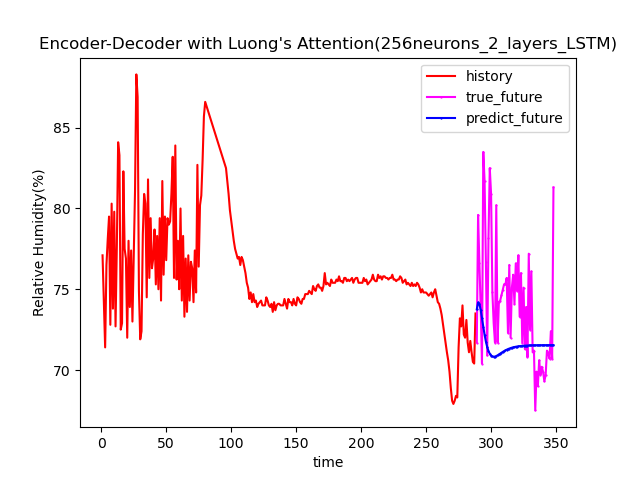 Encoder-Decoder with Luong's Attention(256neurons_2_layers_LSTM)
history
true_future
predict_future
Relative Humidity(%)
85
80
75
70
0 50 100 150 200 250 300 350
time